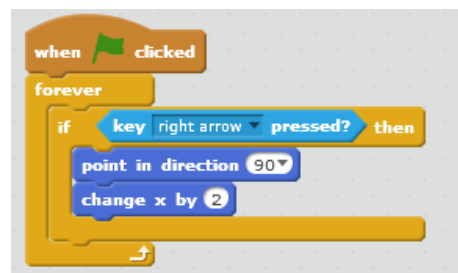 when clicked
forever
if key right arrow pressed? then
point in direction 90
change x by 2